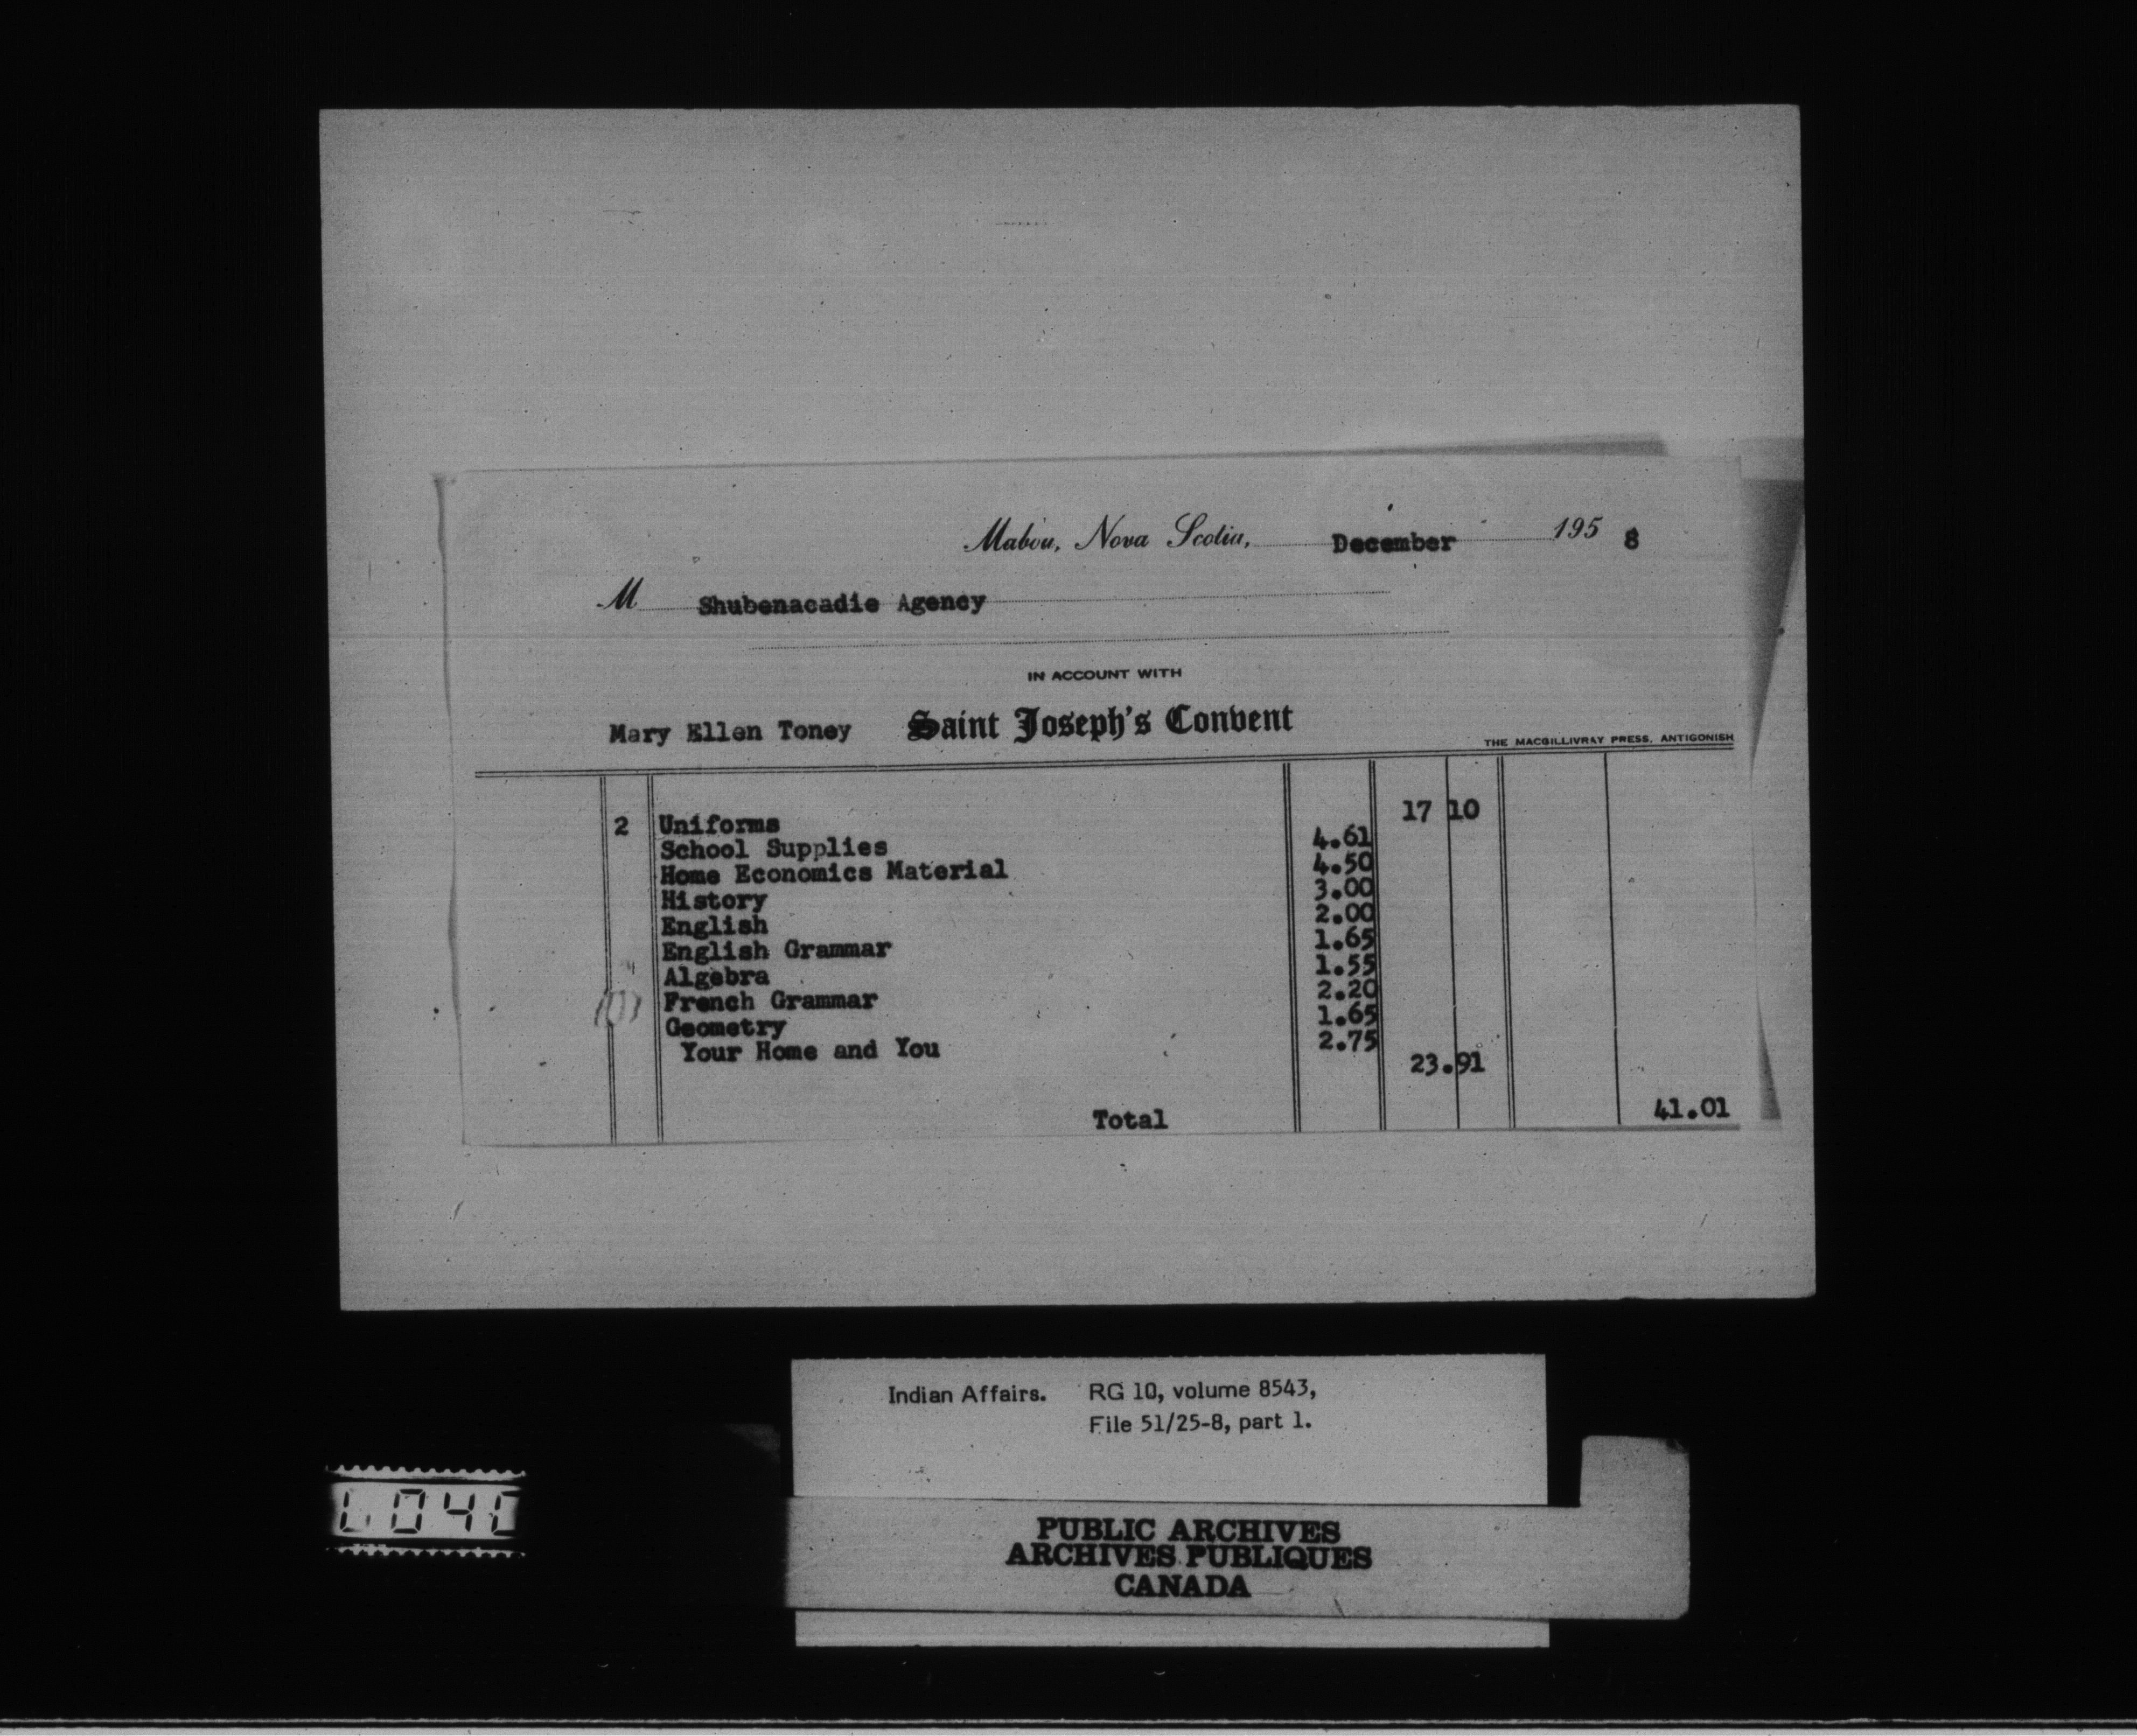 Mabou, Nova Scotia, December 195 8
M Shubenacadie Agency
IN ACCOUNT WITH
Mary Ellen Toney Saint Joseph's Convent
THE MACGILLIVRAY PRESS, ANTIGONISH
2 Uniforms 17 10
School Supplies 4.61
Home Economics Material 4.50
History 3.00
English 2.00
English Grammar 1.65
Algebra 1.55
French Grammar 2.20
Geometry 1.65
Your Home and You 2.75
23.91
Total 41.01
Indian Affairs. RG 10, volume 8543,
File 51/25-8, part 1.
PUBLIC ARCHIVES
ARCHIVES PUBLIQUES
CANADA